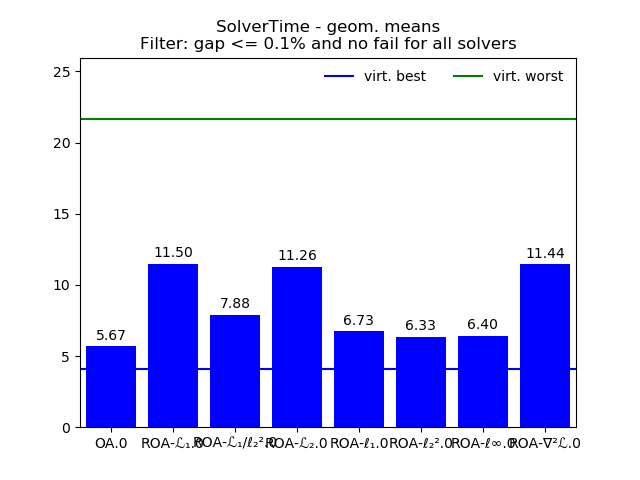 SolverTime - geom. means
Filter: gap <= 0.1% and no fail for all solvers
virt. best virt. worst
25
20
15
10
5
0
5.67 11.50 7.88 11.26 6.73 6.33 6.40 11.44
OA.0 ROA-ℒ₁.0 ROA-ℒ₁/ℓ₂².0 ROA-ℒ₂.0 ROA-ℓ₁.0 ROA-ℓ₂².0 ROA-ℓ∞.0 ROA-∇²ℒ.0